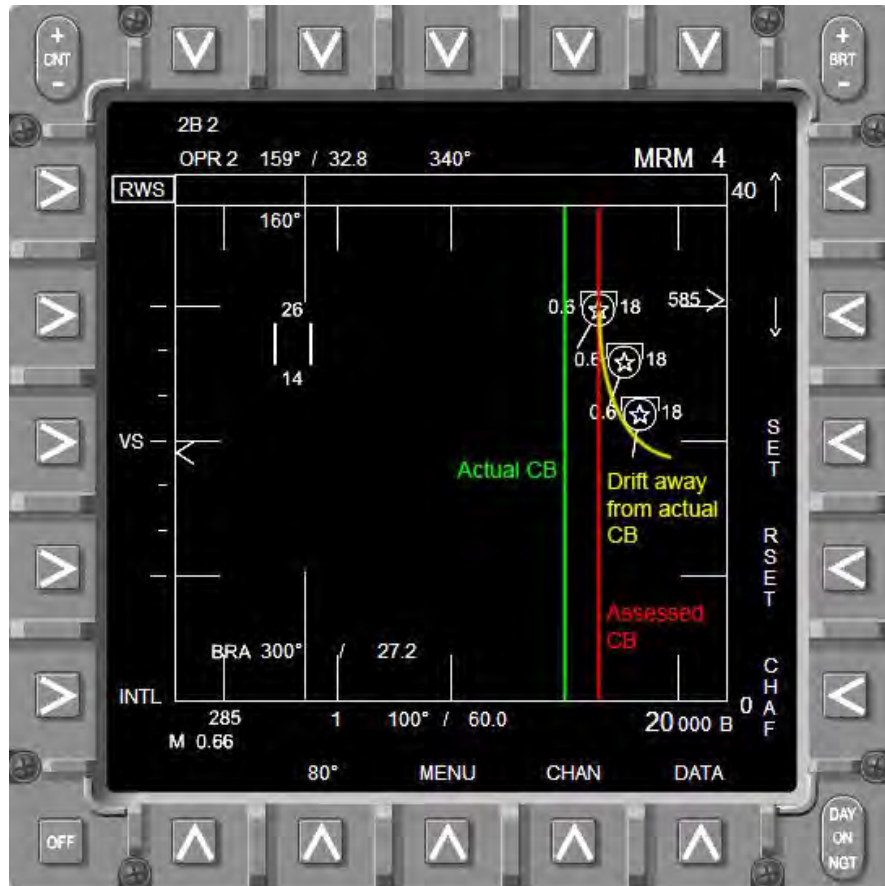 +
CNT
-
+
BRT
-
2B 2
OPR 2 159° / 32.8 340° MRM 4
RWS
40
160°
26
14
0.6 18
585
0.6 18
0.6 18
VS
Actual CB
Drift away
from actual
CB
Assessed
CB
SET
RSET
CHAF
BRA 300° / 27.2
INTL
0
285 1 100° / 60.0 20 000 B
M 0.66
80° MENU CHAN DATA
OFF
DAY
ON
NGT